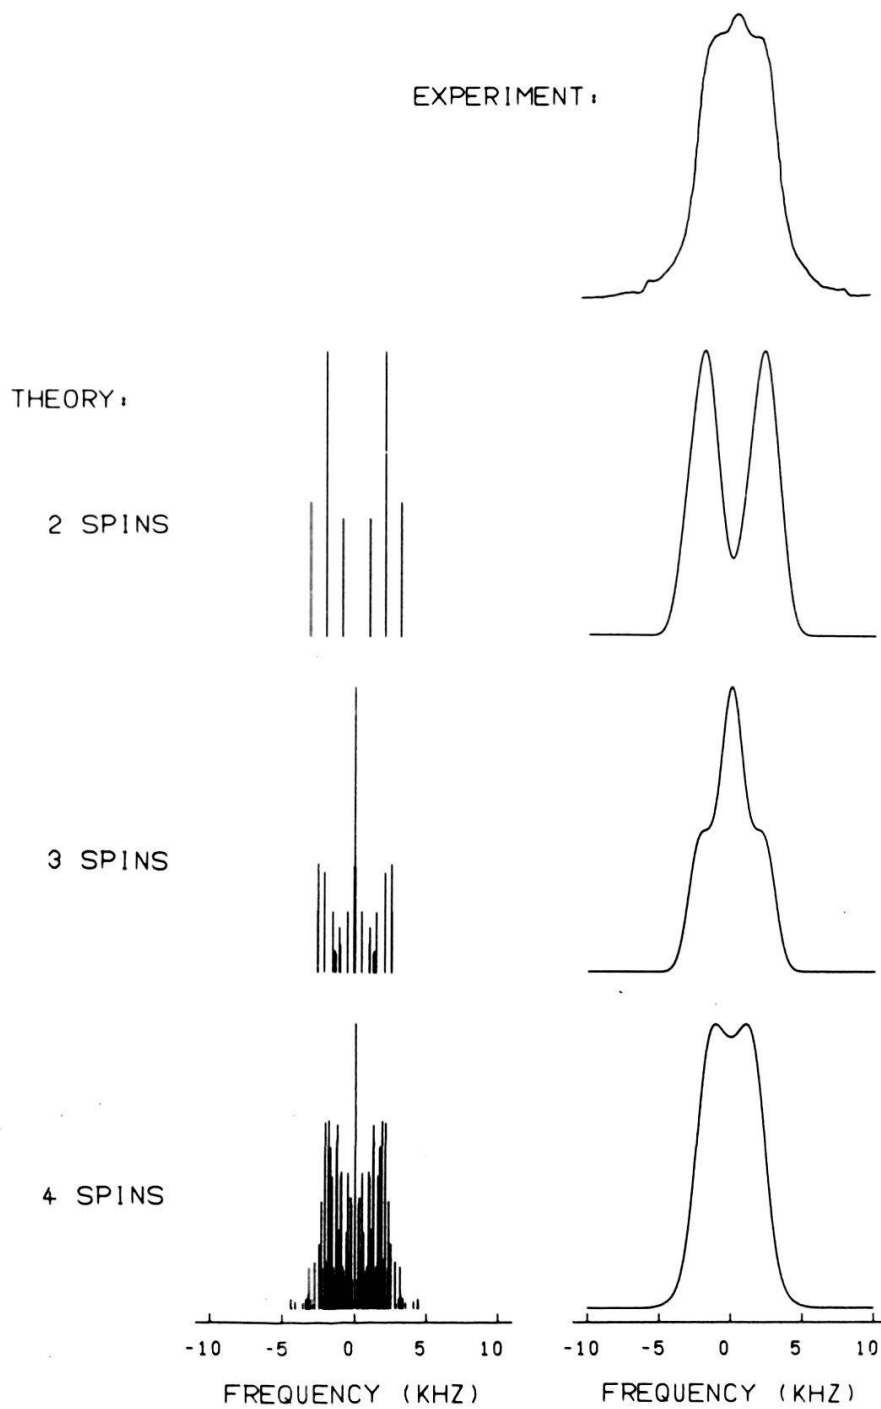 EXPERIMENT:
THEORY:
2 SPINS
3 SPINS
4 SPINS
-10 -5 0 5 10
-10 -5 0 5 10
FREQUENCY (KHZ)
FREQUENCY (KHZ)